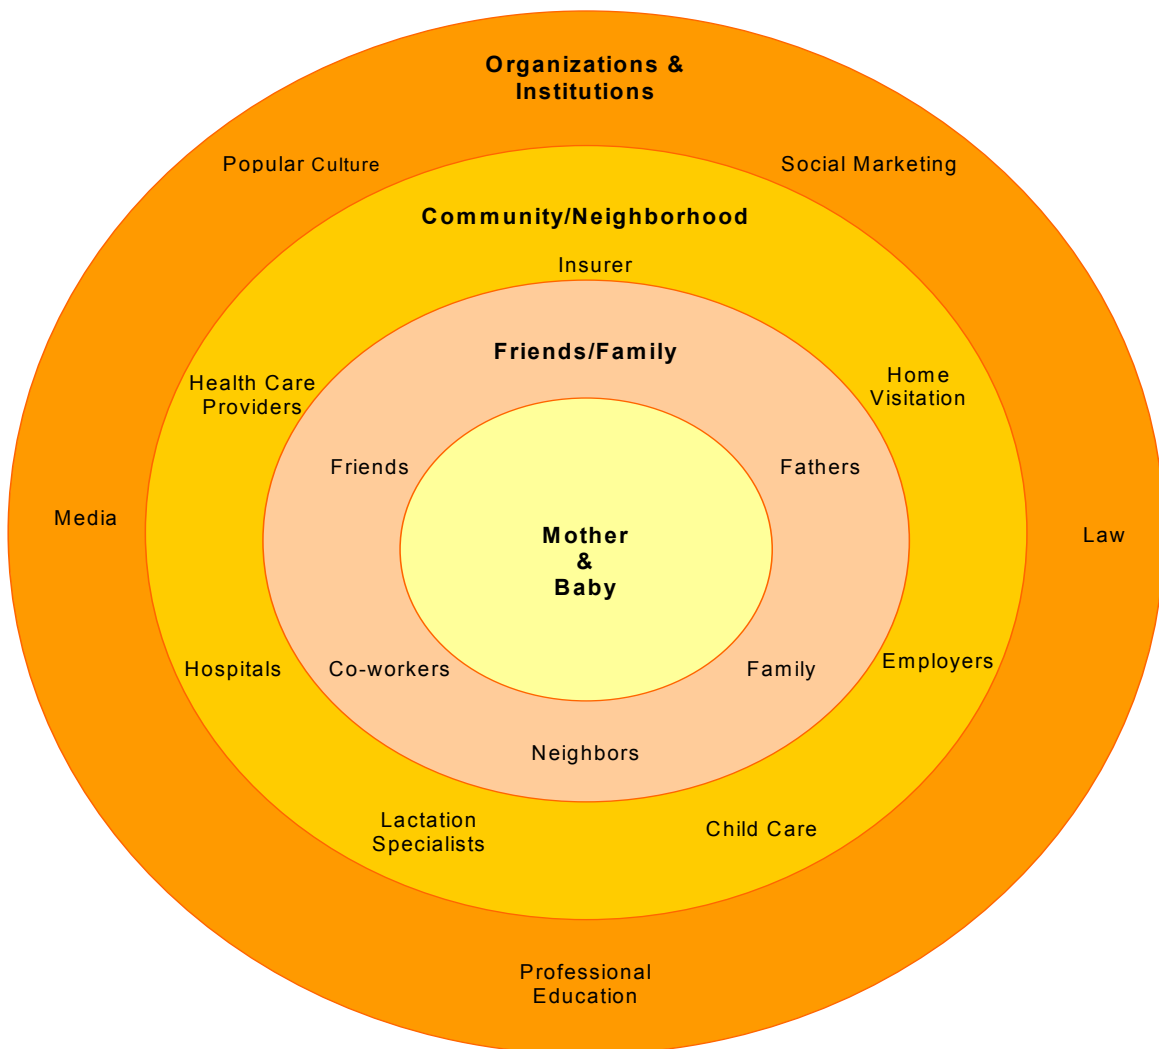 Organizations &
Institutions
Popular Culture
Social Marketing
Community/Neighborhood
Insurer
Friends/Family
Health Care
Providers
Home
Visitation
Friends
Fathers
Media
Mother
&
Baby
Law
Hospitals
Co-workers
Family
Employers
Neighbors
Lactation
Specialists
Child Care
Professional
Education